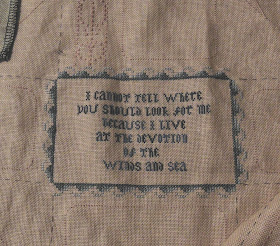 I cannot tell where
you should look for me
because I live
at the devotion
of the
winds and sea